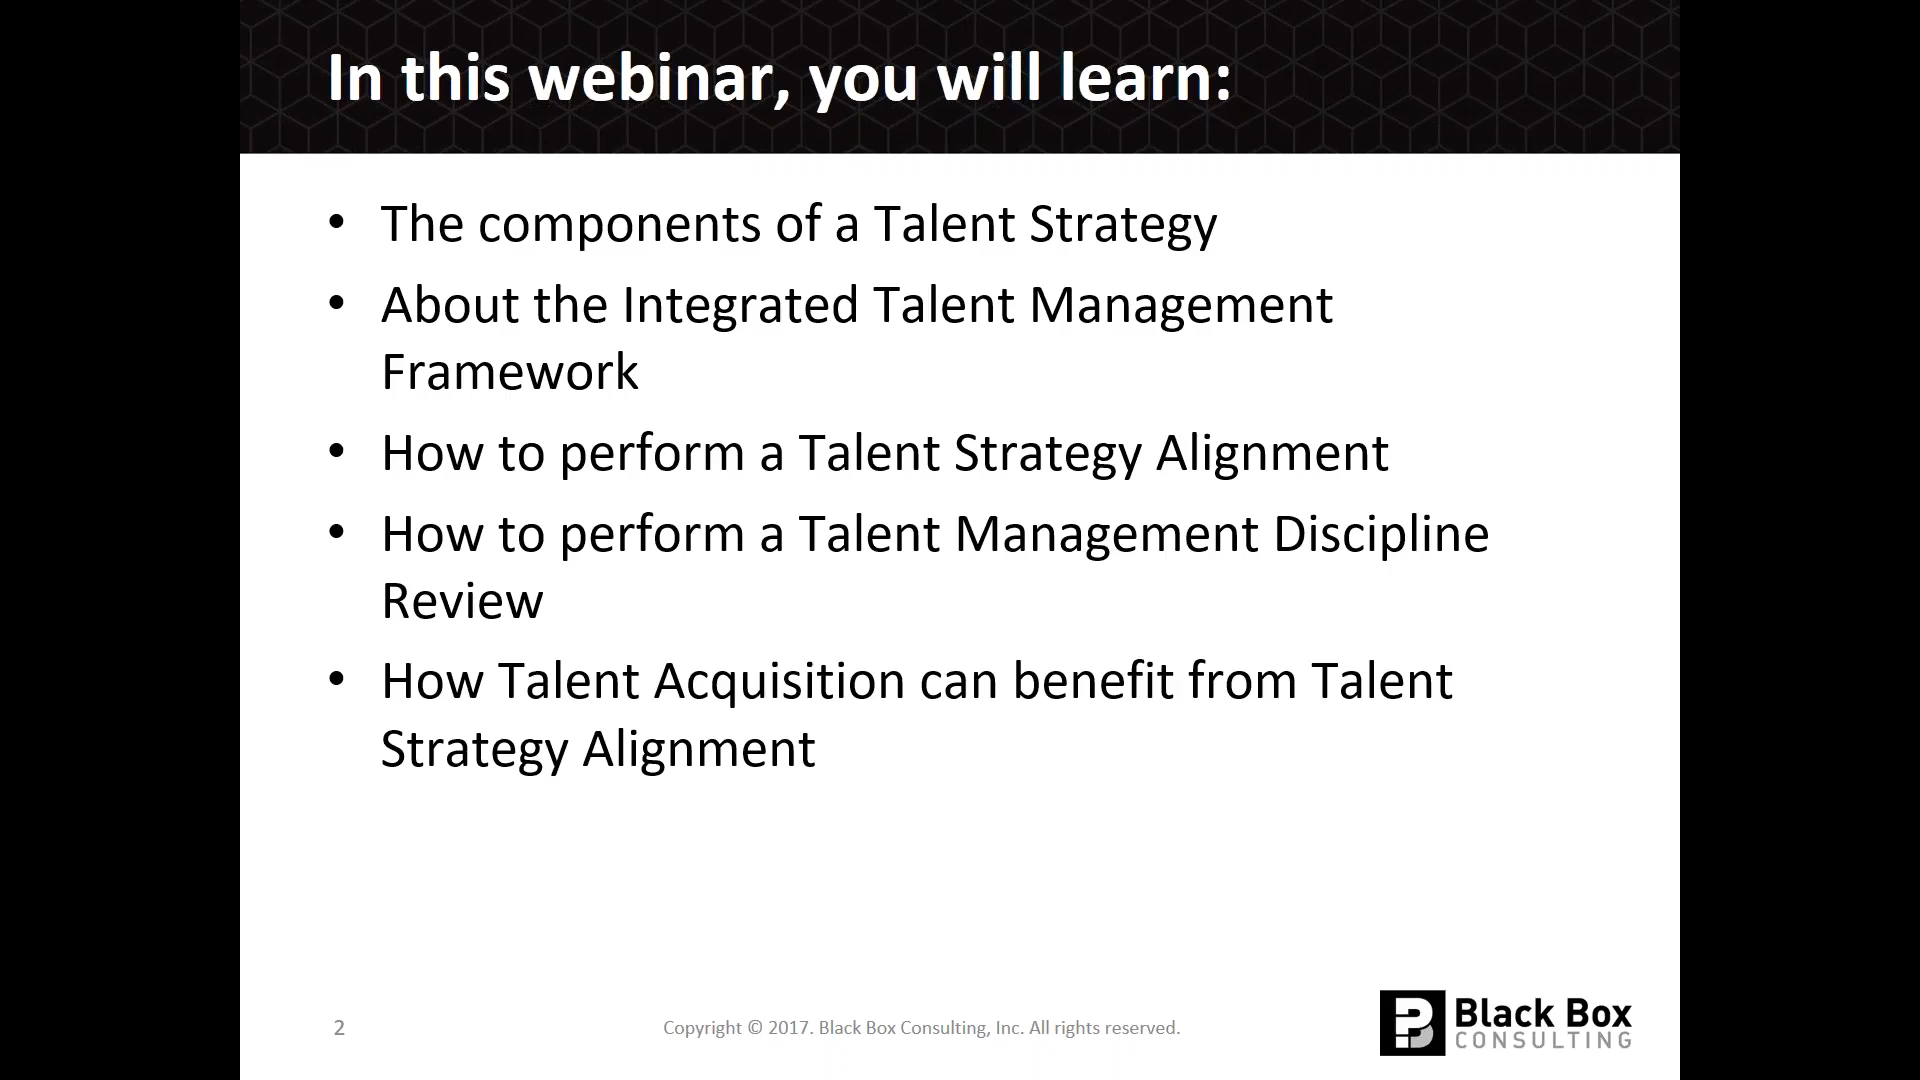 In this webinar, you will learn:
• The components of a Talent Strategy
• About the Integrated Talent Management
Framework
• How to perform a Talent Strategy Alignment
• How to perform a Talent Management Discipline
Review
• How Talent Acquisition can benefit from Talent
Strategy Alignment
2
Copyright © 2017. Black Box Consulting, Inc. All rights reserved.
Black Box
CONSULTING